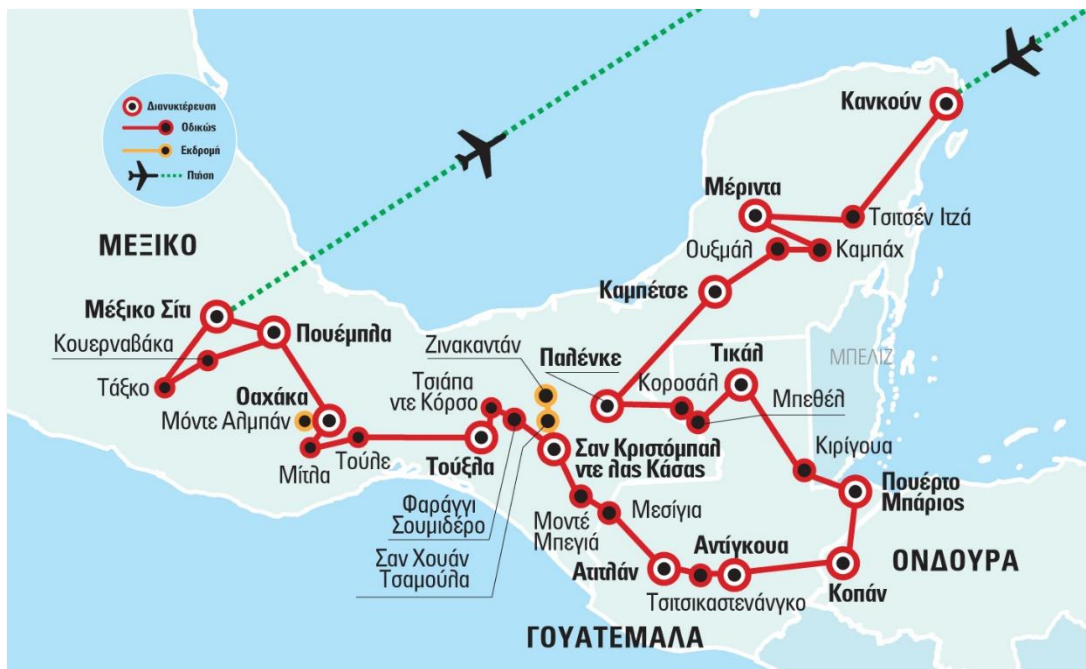 Διανυκτέρευση
Οδικώς
Εκδρομή
Πτήση
Κανκούν
Μέριντα
Τσιτσέν Ιτζά
ΜΕΞΙΚΟ
Ουξμάλ
Καμπάχ
Καμπέτσε
Μέξικο Σίτι
Πουέμπλα
Κουερναβάκα
Ζινακαντάν
Παλένκε
Τικάλ
ΜΠΕΛΙΖ
Τάξκο
Οαχάκα
Τσιάπα
ντε Κόρσο
Κοροσάλ
Μπεθέλ
Μόντε Αλμπάν
Μίτλα
Τούλε
Τούξλα
Σαν Κριστόμπαλ
ντε λας Κάσας
Κιρίγουα
Πουέρτο
Μπάριος
Φαράγγι
Σουμιδέρο
Μοντέ
Μπεγιά
Μεσίγια
Σαν Χουάν
Τσαμούλα
Ατιτλάν
Αντίγκουα
Τσιτσικαστενάνγκο
Κοπάν
ΟΝΔΟΥΡΑ
ΓΟΥΑΤΕΜΑΛΑ